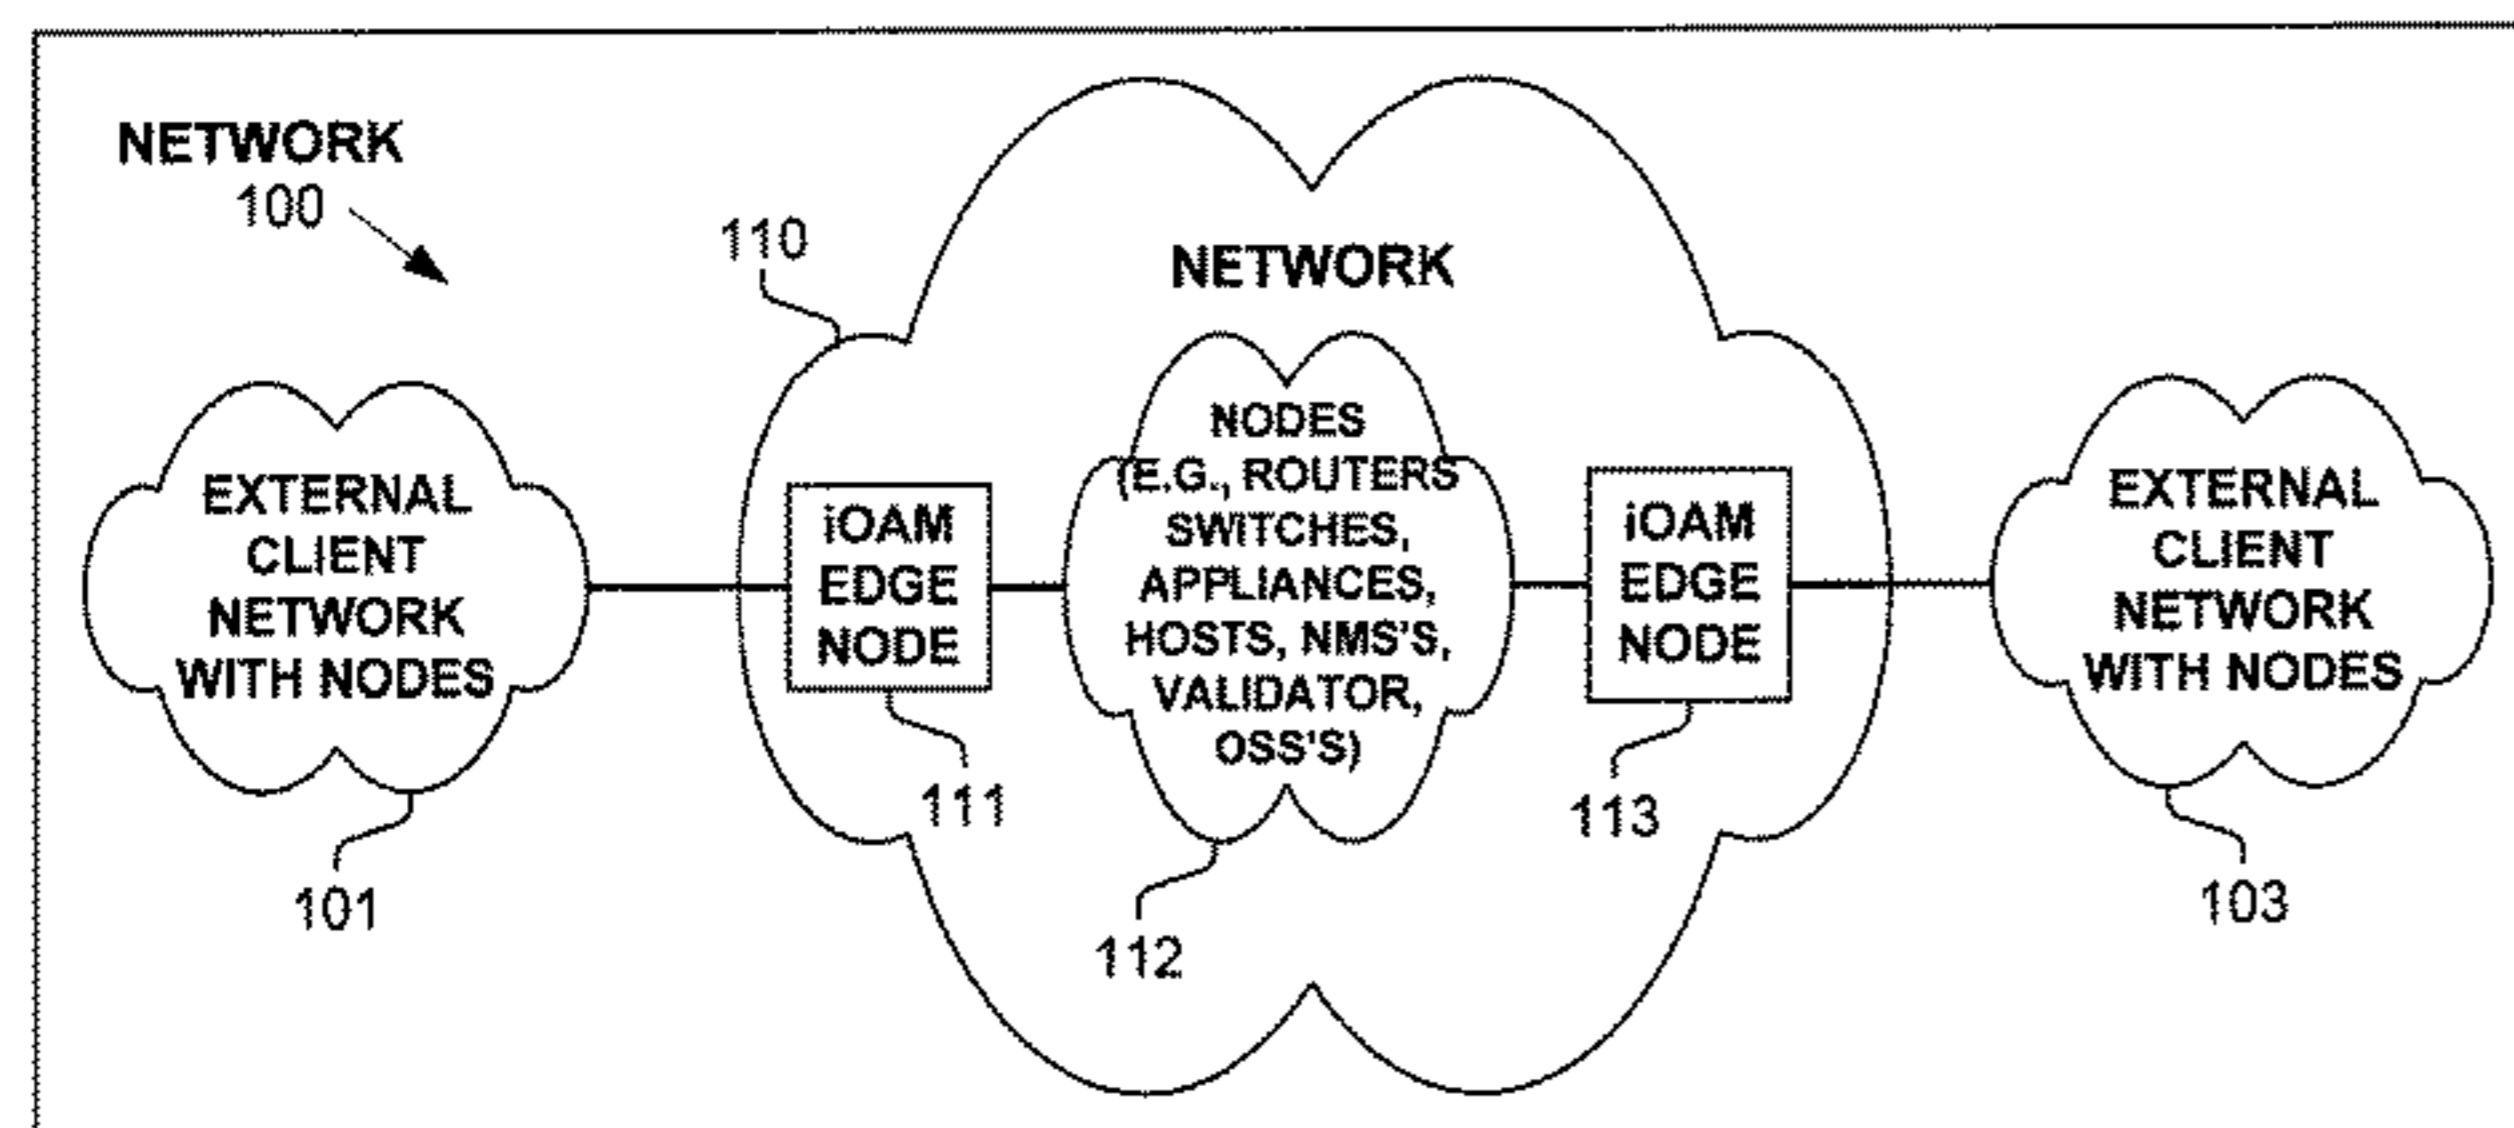 NETWORK
100
110
NETWORK
EXTERNAL
CLIENT
NETWORK
WITH NODES
101
iOAM
EDGE
NODE
111
NODES
(E.G., ROUTERS
SWITCHES,
APPLIANCES,
HOSTS, NMS'S,
VALIDATOR,
OSS'S)
112
iOAM
EDGE
NODE
113
EXTERNAL
CLIENT
NETWORK
WITH NODES
103